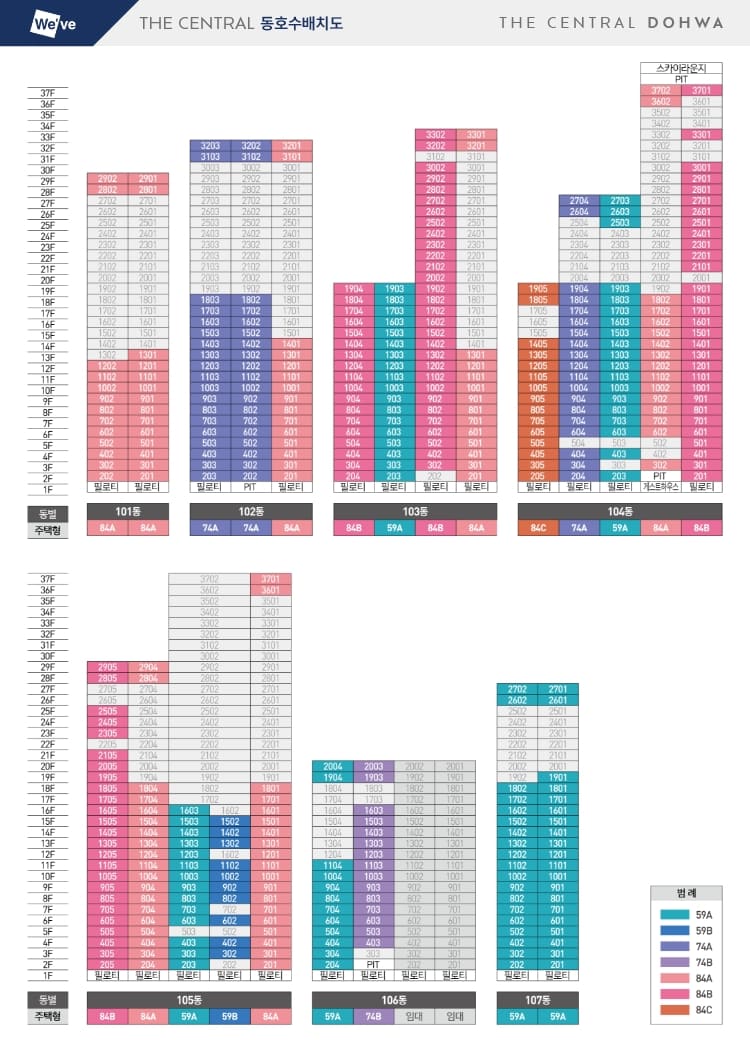 We've
THE CENTRAL 동호수배치도
THE CENTRAL DOHWA
스카이라운지
PIT
37F 3702 3701
36F 3602 3601
35F 3502 3501
34F 3402 3401
33F 3302 3301 3302 3301
32F 3203 3202 3201 3202 3201 3202 3201
31F 3103 3102 3101 3102 3101 3102 3101
30F 3003 3002 3001 3002 3001 3002 3001
29F 2902 2901 2903 2902 2901 2902 2901 2902 2901
28F 2802 2801 2803 2802 2801 2802 2801 2802 2801
27F 2702 2701 2703 2702 2701 2702 2701 2704 2703 2702 2701
26F 2602 2601 2603 2602 2601 2602 2601 2604 2603 2602 2601
25F 2502 2501 2503 2502 2501 2502 2501 2504 2503 2502 2501
24F 2402 2401 2403 2402 2401 2402 2401 2404 2403 2402 2401
23F 2302 2301 2303 2302 2301 2302 2301 2304 2303 2302 2301
22F 2202 2201 2203 2202 2201 2202 2201 2204 2203 2202 2201
21F 2102 2101 2103 2102 2101 2102 2101 2104 2103 2102 2101
20F 2002 2001 2003 2002 2001 2002 2001 2004 2003 2002 2001
19F 1902 1901 1903 1902 1901 1904 1903 1902 1901 1905 1904 1903 1902 1901
18F 1802 1801 1803 1802 1801 1804 1803 1802 1801 1805 1804 1803 1802 1801
17F 1702 1701 1703 1702 1701 1704 1703 1702 1701 1705 1704 1703 1702 1701
16F 1602 1601 1603 1602 1601 1604 1603 1602 1601 1605 1604 1603 1602 1601
15F 1502 1501 1503 1502 1501 1504 1503 1502 1501 1505 1504 1503 1502 1501
14F 1402 1401 1403 1402 1401 1404 1403 1402 1401 1405 1404 1403 1402 1401
13F 1302 1301 1303 1302 1301 1304 1303 1302 1301 1305 1304 1303 1302 1301
12F 1202 1201 1203 1202 1201 1204 1203 1202 1201 1205 1204 1203 1202 1201
11F 1102 1101 1103 1102 1101 1104 1103 1102 1101 1105 1104 1103 1102 1101
10F 1002 1001 1003 1002 1001 1004 1003 1002 1001 1005 1004 1003 1002 1001
9F 902 901 903 902 901 904 903 902 901 905 904 903 902 901
8F 802 801 803 802 801 804 803 802 801 805 804 803 802 801
7F 702 701 703 702 701 704 703 702 701 705 704 703 702 701
6F 602 601 603 602 601 604 603 602 601 605 604 603 602 601
5F 502 501 503 502 501 504 503 502 501 505 504 503 502 501
4F 402 401 403 402 401 404 403 402 401 405 404 403 402 401
3F 302 301 303 302 301 304 303 302 301 305 304 303 302 301
2F 202 201 203 202 201 204 203 202 201 205 204 203 PIT 201
1F 필로티 필로티 필로티 PIT 필로티 필로티 필로티 필로티 필로티 필로티 필로티 필로티 게스트하우스 필로티
동별 101동 102동 103동 104동
주택형 84A 84A 74A 74A 84A 84B 59A 84B 84A 84C 74A 59A 84A 84B
37F 3702 3701
36F 3602 3601
35F 3502 3501
34F 3402 3401
33F 3302 3301
32F 3202 3201
31F 3102 3101
30F 3002 3001
29F 2905 2904 2902 2901
28F 2805 2804 2802 2801
27F 2705 2704 2702 2701 2702 2701
26F 2605 2604 2602 2601 2602 2601
25F 2505 2504 2502 2501 2502 2501
24F 2405 2404 2402 2401 2402 2401
23F 2305 2304 2302 2301 2302 2301
22F 2205 2204 2202 2201 2202 2201
21F 2105 2104 2102 2101 2102 2101
20F 2005 2004 2002 2001 2004 2003 2002 2001 2002 2001
19F 1905 1904 1902 1901 1904 1903 1902 1901 1902 1901
18F 1805 1804 1802 1801 1804 1803 1802 1801 1802 1801
17F 1705 1704 1702 1701 1704 1703 1702 1701 1702 1701
16F 1605 1604 1603 1602 1601 1604 1603 1602 1601 1602 1601
15F 1505 1504 1503 1502 1501 1504 1503 1502 1501 1502 1501
14F 1405 1404 1403 1402 1401 1404 1403 1402 1401 1402 1401
13F 1305 1304 1303 1302 1301 1304 1303 1302 1301 1302 1301
12F 1205 1204 1203 1602 1201 1204 1203 1202 1201 1202 1201
11F 1105 1104 1103 1102 1101 1104 1103 1102 1101 1102 1101
10F 1005 1004 1003 1002 1001 1004 1003 1002 1001 1002 1001
9F 905 904 903 902 901 904 903 902 901 902 901
8F 805 804 803 802 801 804 803 802 801 802 801
7F 705 704 703 702 701 704 703 702 701 702 701
6F 605 604 603 602 601 604 603 602 601 602 601
5F 505 504 503 502 501 504 503 502 501 502 501
4F 405 404 403 402 401 404 403 402 401 402 401
3F 305 304 303 302 301 304 303 302 301 302 301
2F 205 204 203 202 201 204 PIT 202 201 202 201
1F 필로티 필로티 필로티 필로티 필로티 필로티 필로티 필로티 필로티 필로티 필로티
동별 105동 106동 107동
주택형 84B 84A 59A 59B 84A 59A 74B 임대 임대 59A 59A
범 례
59A
59B
74A
74B
84A
84B
84C